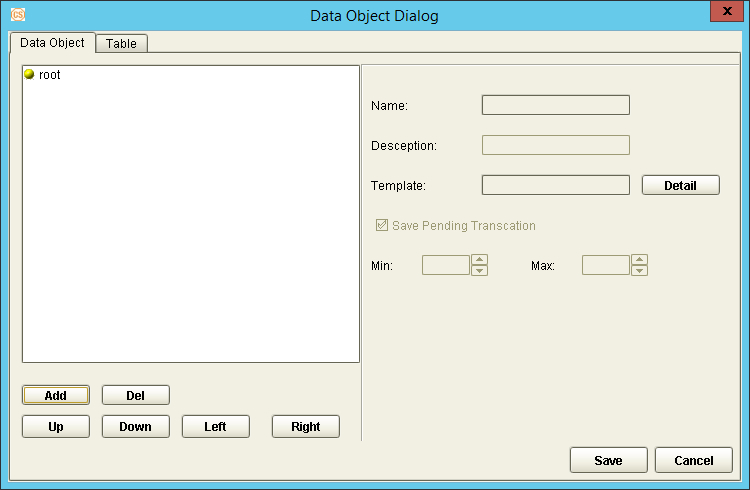 CS
Data Object Dialog
x
Data Object Table
root
Name:
Desception:
Template: Detail
Save Pending Transcation
Min: Max:
Add Del
Up Down Left Right
Save Cancel